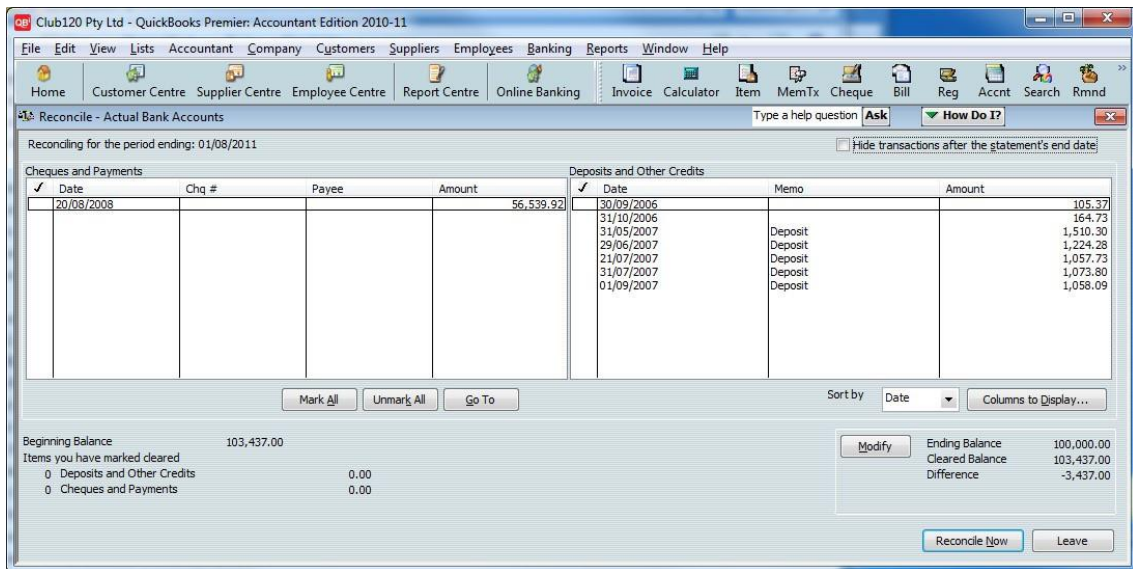 QB Club120 Pty Ltd - QuickBooks Premier: Accountant Edition 2010-11
File Edit View Lists Accountant Company Customers Suppliers Employees Banking Reports Window Help
Home Customer Centre Supplier Centre Employee Centre Report Centre Online Banking Invoice Calculator Item MemTx Cheque Bill Reg Accnt Search Rmnd »
Reconcile - Actual Bank Accounts Type a help question Ask How Do I?
Reconciling for the period ending: 01/08/2011 Hide transactions after the statement's end date
Cheques and Payments Deposits and Other Credits
✓ Date Chq # Payee Amount ✓ Date Memo Amount
20/08/2008 56,539.92 30/09/2006 105.37
31/10/2006 164.73
31/05/2007 Deposit 1,510.30
29/06/2007 Deposit 1,224.28
21/07/2007 Deposit 1,057.73
31/07/2007 Deposit 1,073.80
01/09/2007 Deposit 1,058.09
Mark All Unmark All Go To Sort by Date Columns to Display...
Beginning Balance 103,437.00 Modify Ending Balance 100,000.00
Items you have marked cleared Cleared Balance 103,437.00
0 Deposits and Other Credits 0.00 Difference -3,437.00
0 Cheques and Payments 0.00
Reconcile Now Leave